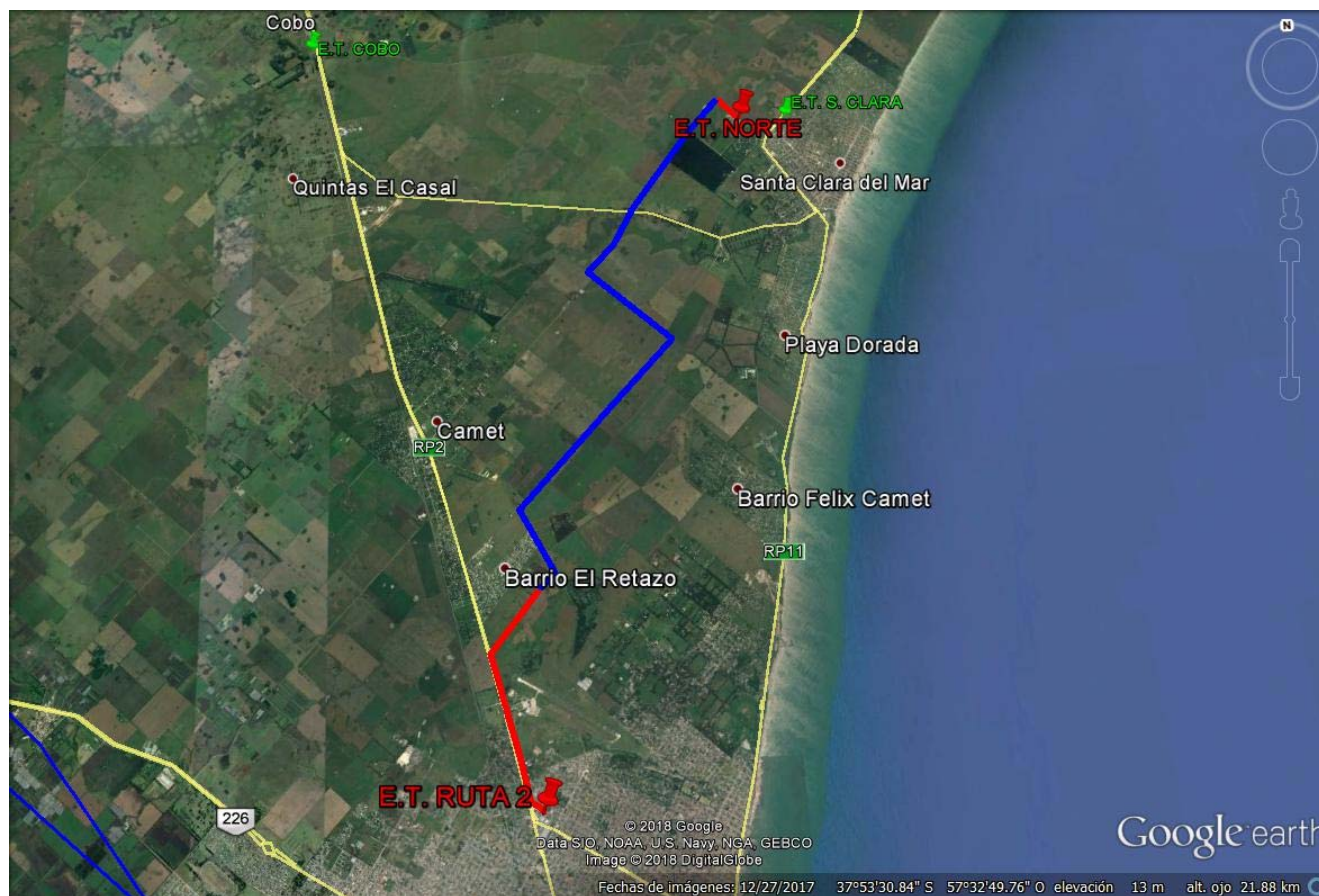 Cobo
E.T. COBO
N
E.T. S. CLARA
E.T. NORTE
Santa Clara del Mar
Quintas El Casal
Playa Dorada
Camet
RP2
Barrio Felix Camet
RP11
Barrio El Retazo
E.T. RUTA 2
226
© 2018 Google
Data SIO, NOAA, U.S. Navy, NGA, GEBCO
Image © 2018 DigitalGlobe
Google earth
Fechas de imágenes: 12/27/2017 37°53'30.84" S 57°32'49.76" O elevación 13 m alt. ojo 21.88 km